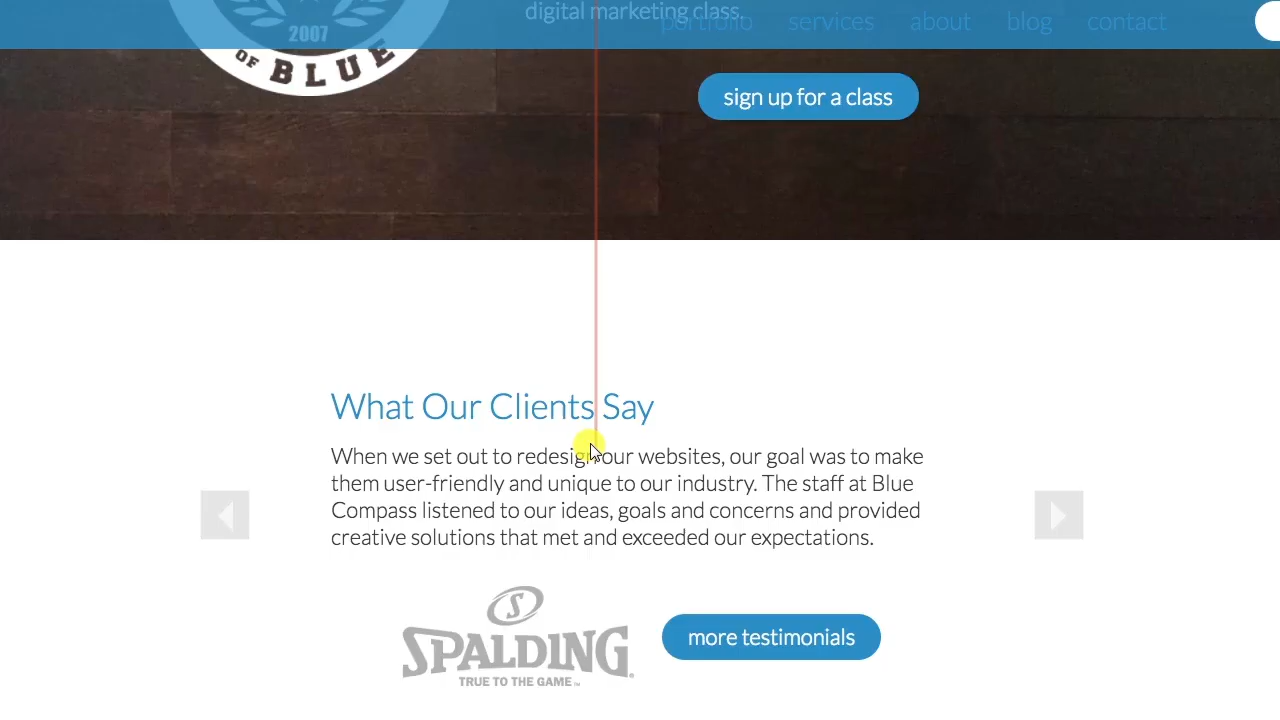 digital marketing class.
portfolio services about blog contact
2007
OF BLUE
sign up for a class
What Our Clients Say
When we set out to redesign our websites, our goal was to make
them user-friendly and unique to our industry. The staff at Blue
Compass listened to our ideas, goals and concerns and provided
creative solutions that met and exceeded our expectations.
S
SPALDING
TRUE TO THE GAME™
more testimonials